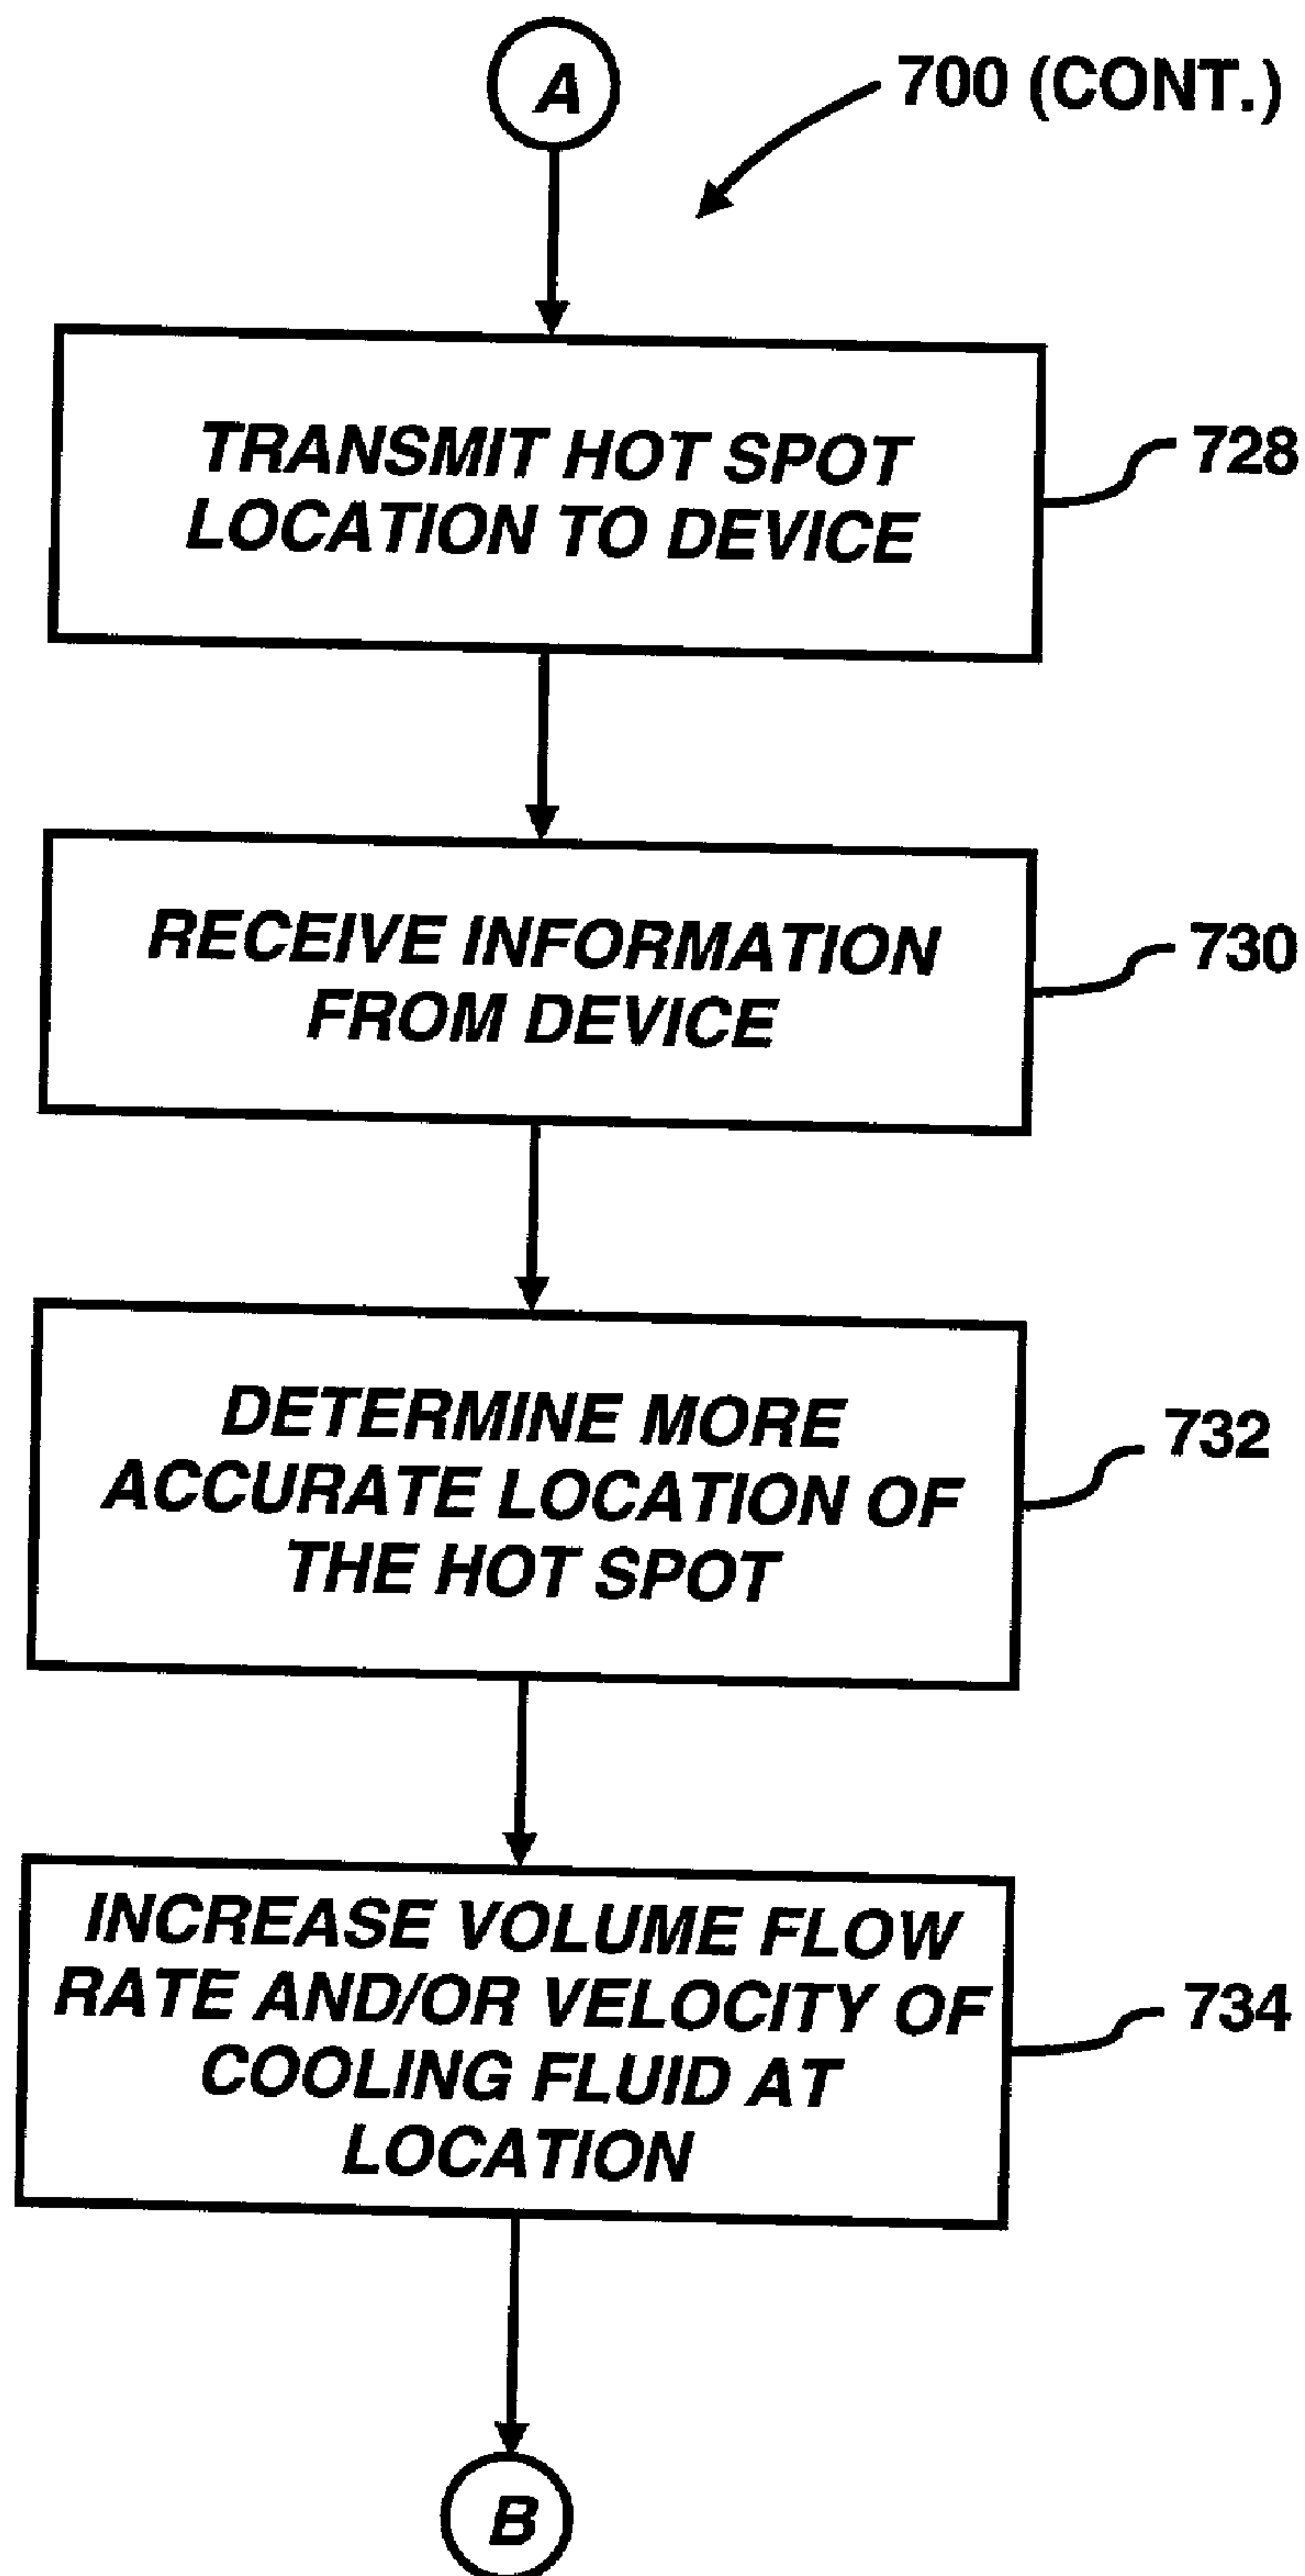 A
700 (CONT.)
TRANSMIT HOT SPOT
LOCATION TO DEVICE
728
RECEIVE INFORMATION
FROM DEVICE
730
DETERMINE MORE
ACCURATE LOCATION OF
THE HOT SPOT
732
INCREASE VOLUME FLOW
RATE AND/OR VELOCITY OF
COOLING FLUID AT
LOCATION
734
B